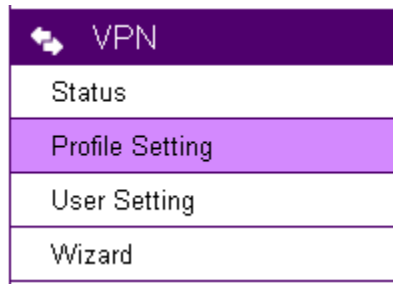 VPN
Status
Profile Setting
User Setting
Wizard